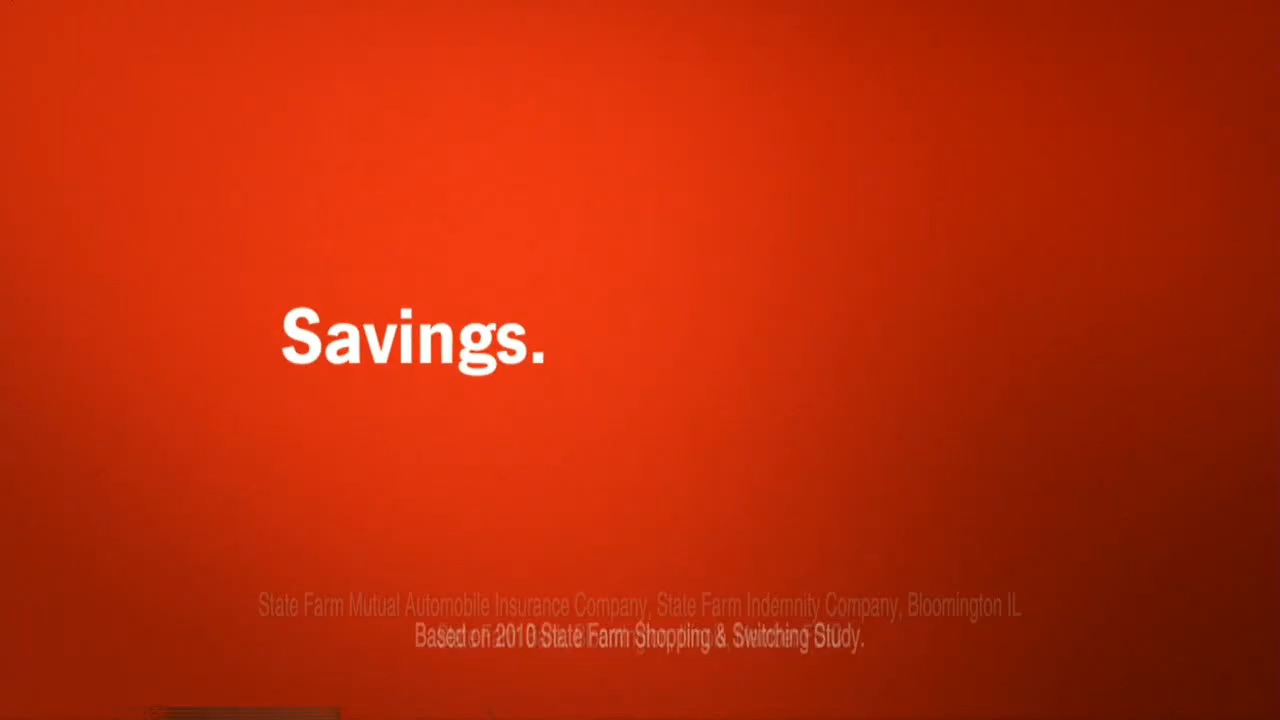 Savings.
State Farm Mutual Automobile Insurance Company, State Farm Indemnity Company, Bloomington IL
Based on 2010 State Farm Shopping & Switching Study.